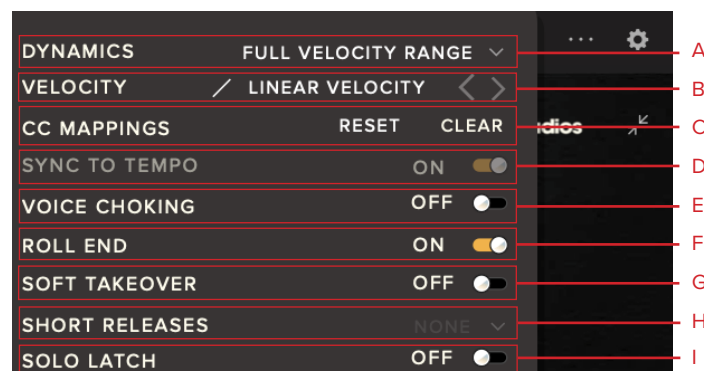 DYNAMICS FULL VELOCITY RANGE A
VELOCITY LINEAR VELOCITY B
CC MAPPINGS RESET CLEAR dios C
SYNC TO TEMPO ON D
VOICE CHOKING OFF E
ROLL END ON F
SOFT TAKEOVER OFF G
SHORT RELEASES NONE H
SOLO LATCH OFF I